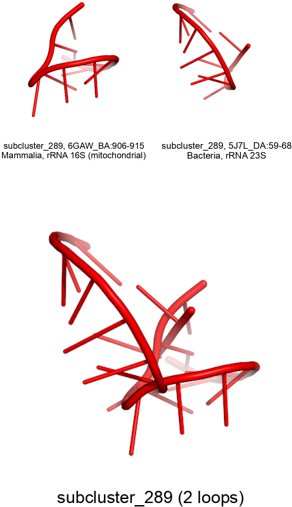 subcluster_289, 6GAW_BA:906-915
Mammalia, rRNA 16S (mitochondrial)
subcluster_289, 5J7L_DA:59-68
Bacteria, rRNA 23S
subcluster_289 (2 loops)